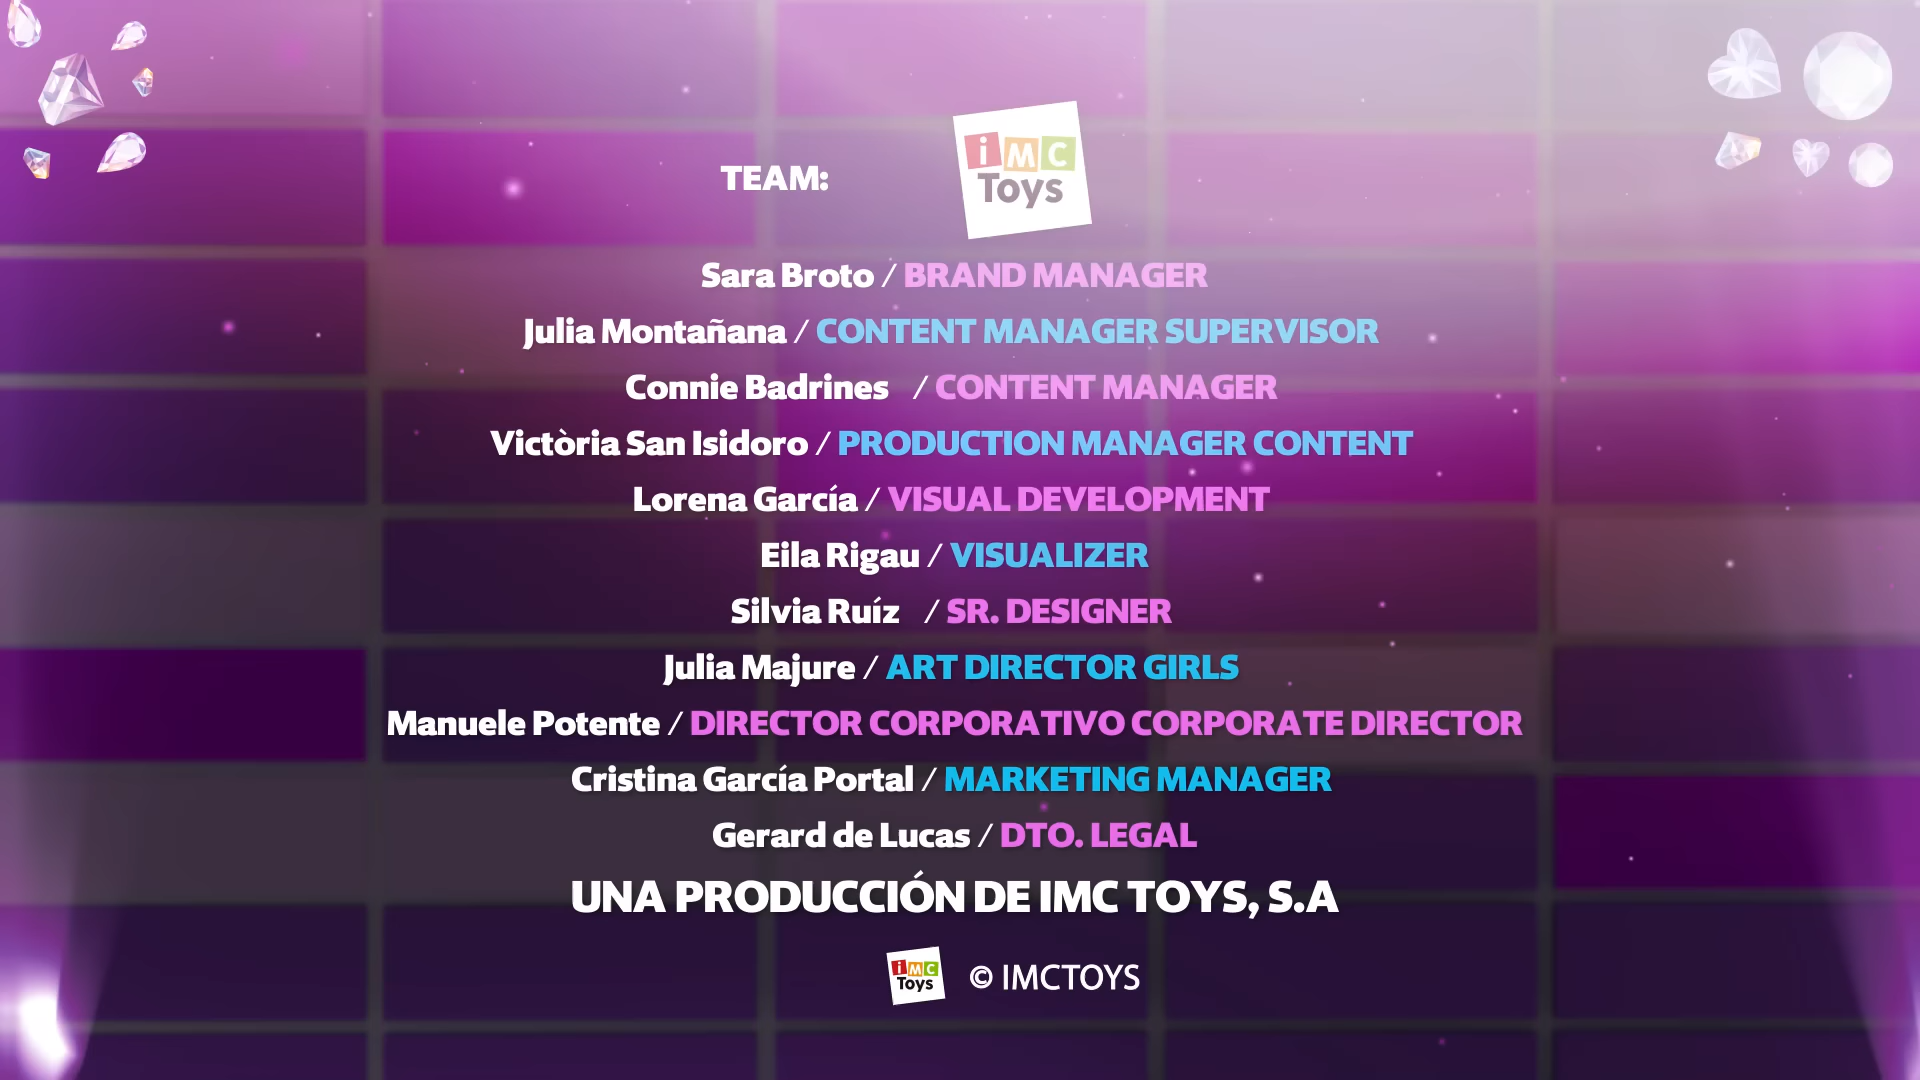 TEAM:
iMC
Toys
Sara Broto / BRAND MANAGER
Julia Montañana / CONTENT MANAGER SUPERVISOR
Connie Badrines / CONTENT MANAGER
Victòria San Isidoro / PRODUCTION MANAGER CONTENT
Lorena García / VISUAL DEVELOPMENT
Eila Rigau / VISUALIZER
Silvia Ruíz / SR. DESIGNER
Julia Majure / ART DIRECTOR GIRLS
Manuele Potente / DIRECTOR CORPORATIVO CORPORATE DIRECTOR
Cristina García Portal / MARKETING MANAGER
Gerard de Lucas / DTO. LEGAL
UNA PRODUCCIÓN DE IMC TOYS, S.A
iMC
Toys
© IMCTOYS